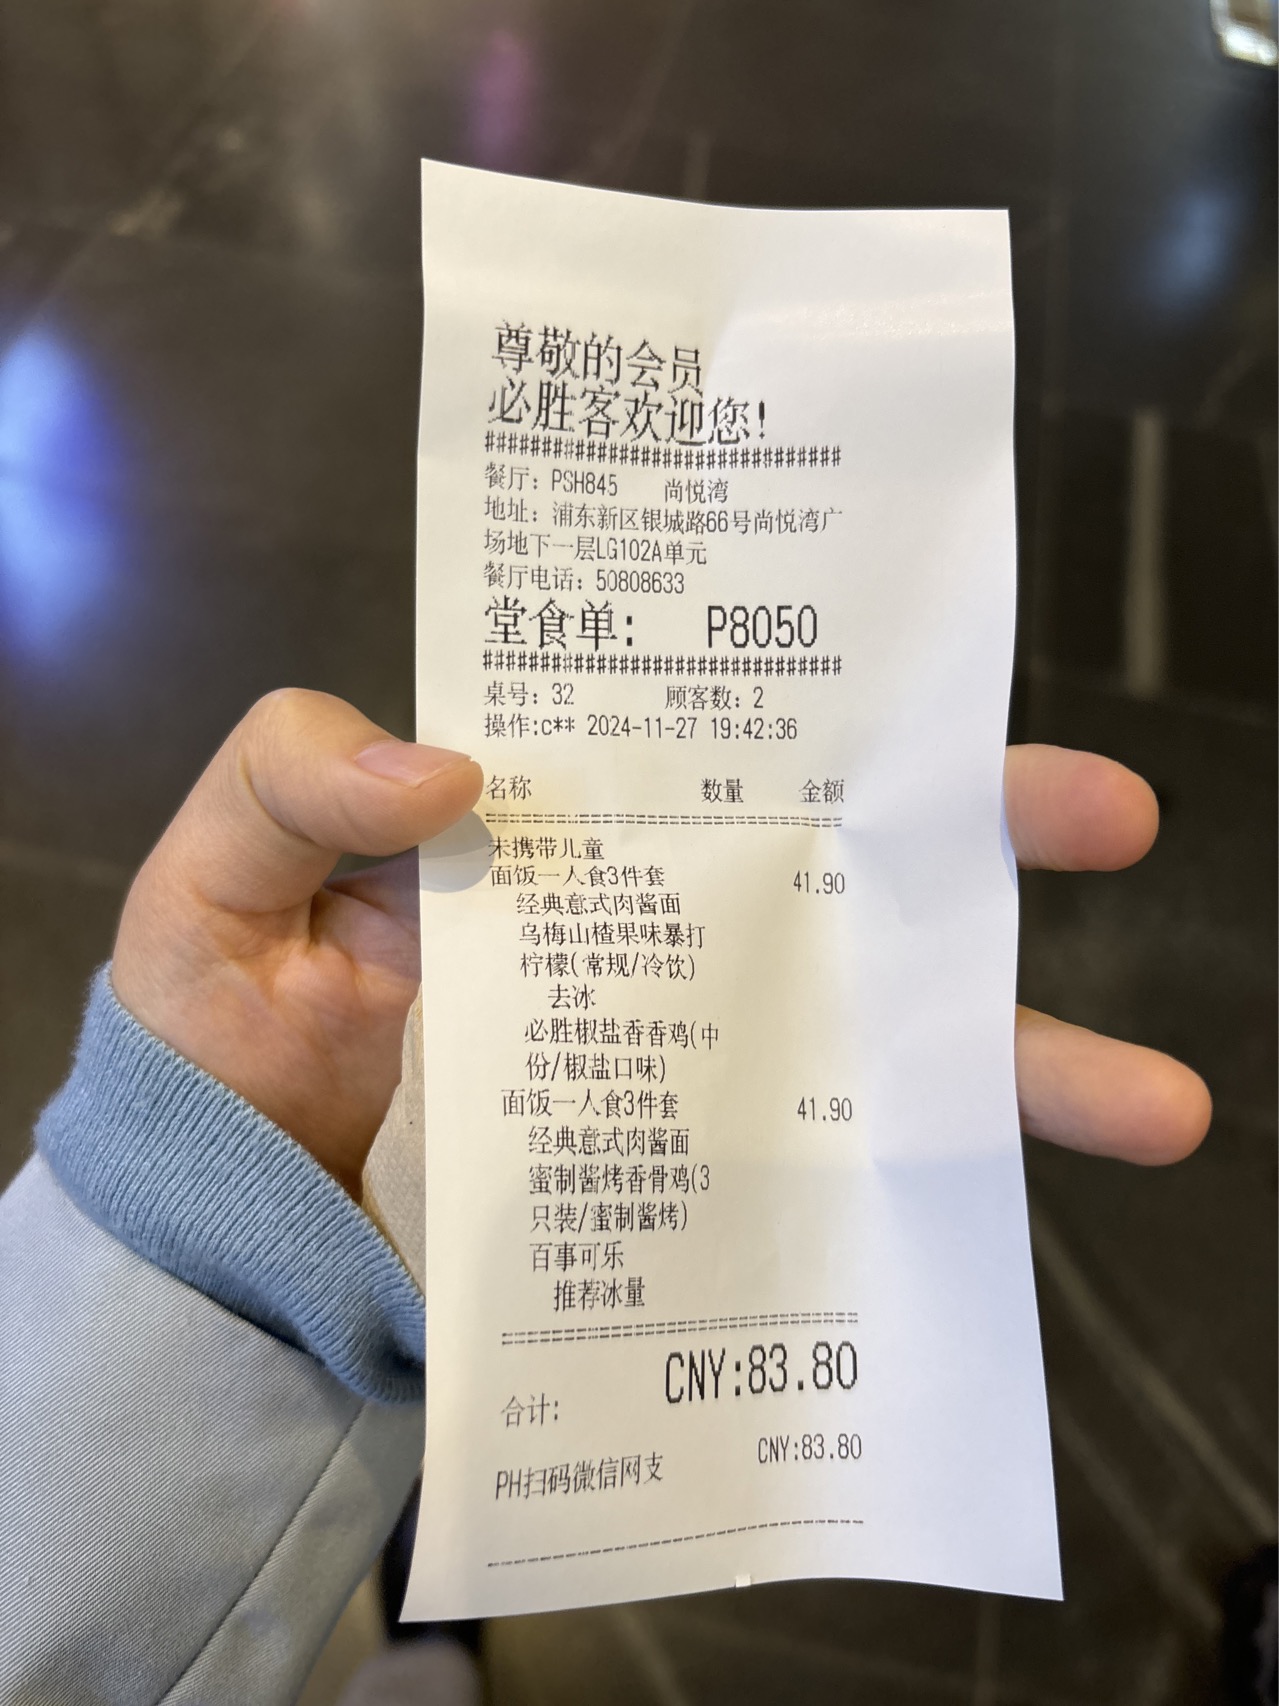 尊敬的会员
必胜客欢迎您!
###################################
餐厅: PSH845 尚悦湾
地址: 浦东新区银城路66号尚悦湾广
场地下一层LG102A单元
餐厅电话: 50808633
堂食单: P8050
###################################
桌号: 32 顾客数: 2
操作:c** 2024-11-27 19:42:36
名称 数量 金额
===================================
未携带儿童
面饭一人食3件套 41.90
经典意式肉酱面
乌梅山楂果味暴打
柠檬(常规/冷饮)
去冰
必胜椒盐香香鸡(中
份/椒盐口味)
面饭一人食3件套 41.90
经典意式肉酱面
蜜制酱烤香骨鸡(3
只装/蜜制酱烤)
百事可乐
推荐冰量
===================================
合计: CNY:83.80
PH扫码微信网支 CNY:83.80
-----------------------------------